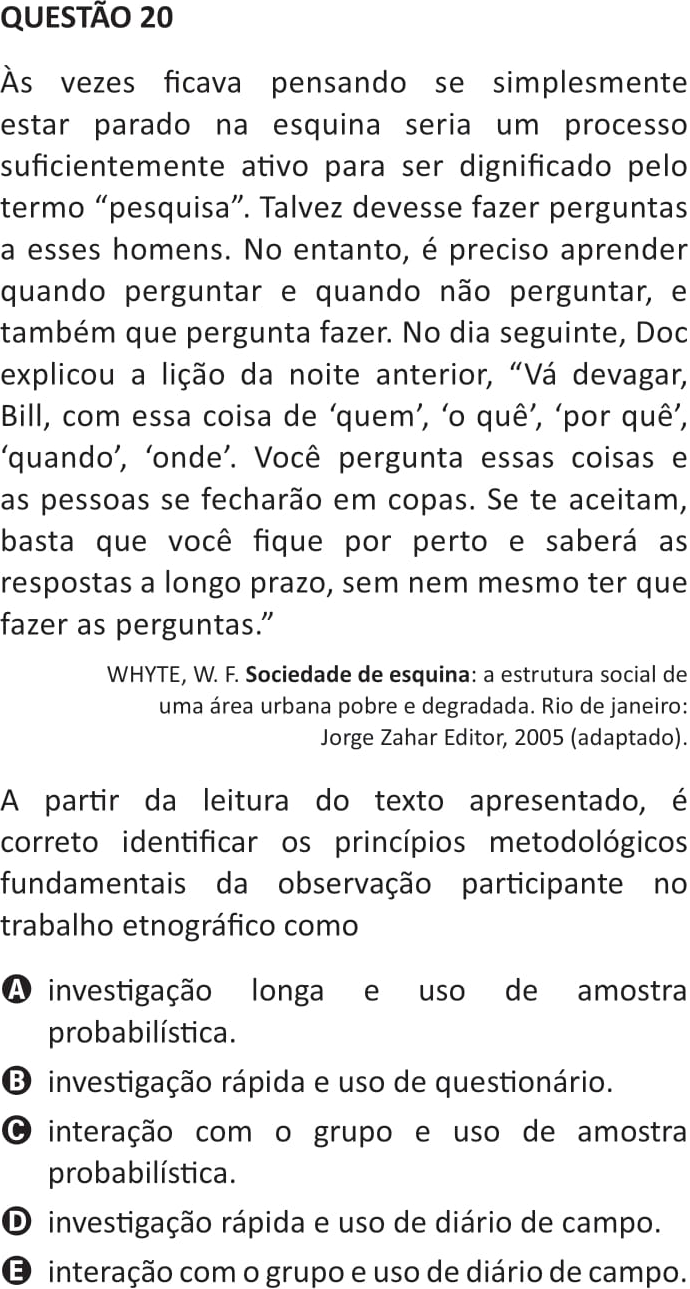 QUESTÃO 20
Às vezes ficava pensando se simplesmente
estar parado na esquina seria um processo
suficientemente ativo para ser dignificado pelo
termo “pesquisa”. Talvez devesse fazer perguntas
a esses homens. No entanto, é preciso aprender
quando perguntar e quando não perguntar, e
também que pergunta fazer. No dia seguinte, Doc
explicou a lição da noite anterior, “Vá devagar,
Bill, com essa coisa de ‘quem’, ‘o quê’, ‘por quê’,
‘quando’, ‘onde’. Você pergunta essas coisas e
as pessoas se fecharão em copas. Se te aceitam,
basta que você fique por perto e saberá as
respostas a longo prazo, sem nem mesmo ter que
fazer as perguntas.”
WHYTE, W. F. Sociedade de esquina: a estrutura social de
uma área urbana pobre e degradada. Rio de janeiro:
Jorge Zahar Editor, 2005 (adaptado).
A partir da leitura do texto apresentado, é
correto identificar os princípios metodológicos
fundamentais da observação participante no
trabalho etnográfico como
A investigação longa e uso de amostra
probabilística.
B investigação rápida e uso de questionário.
C interação com o grupo e uso de amostra
probabilística.
D investigação rápida e uso de diário de campo.
E interação com o grupo e uso de diário de campo.